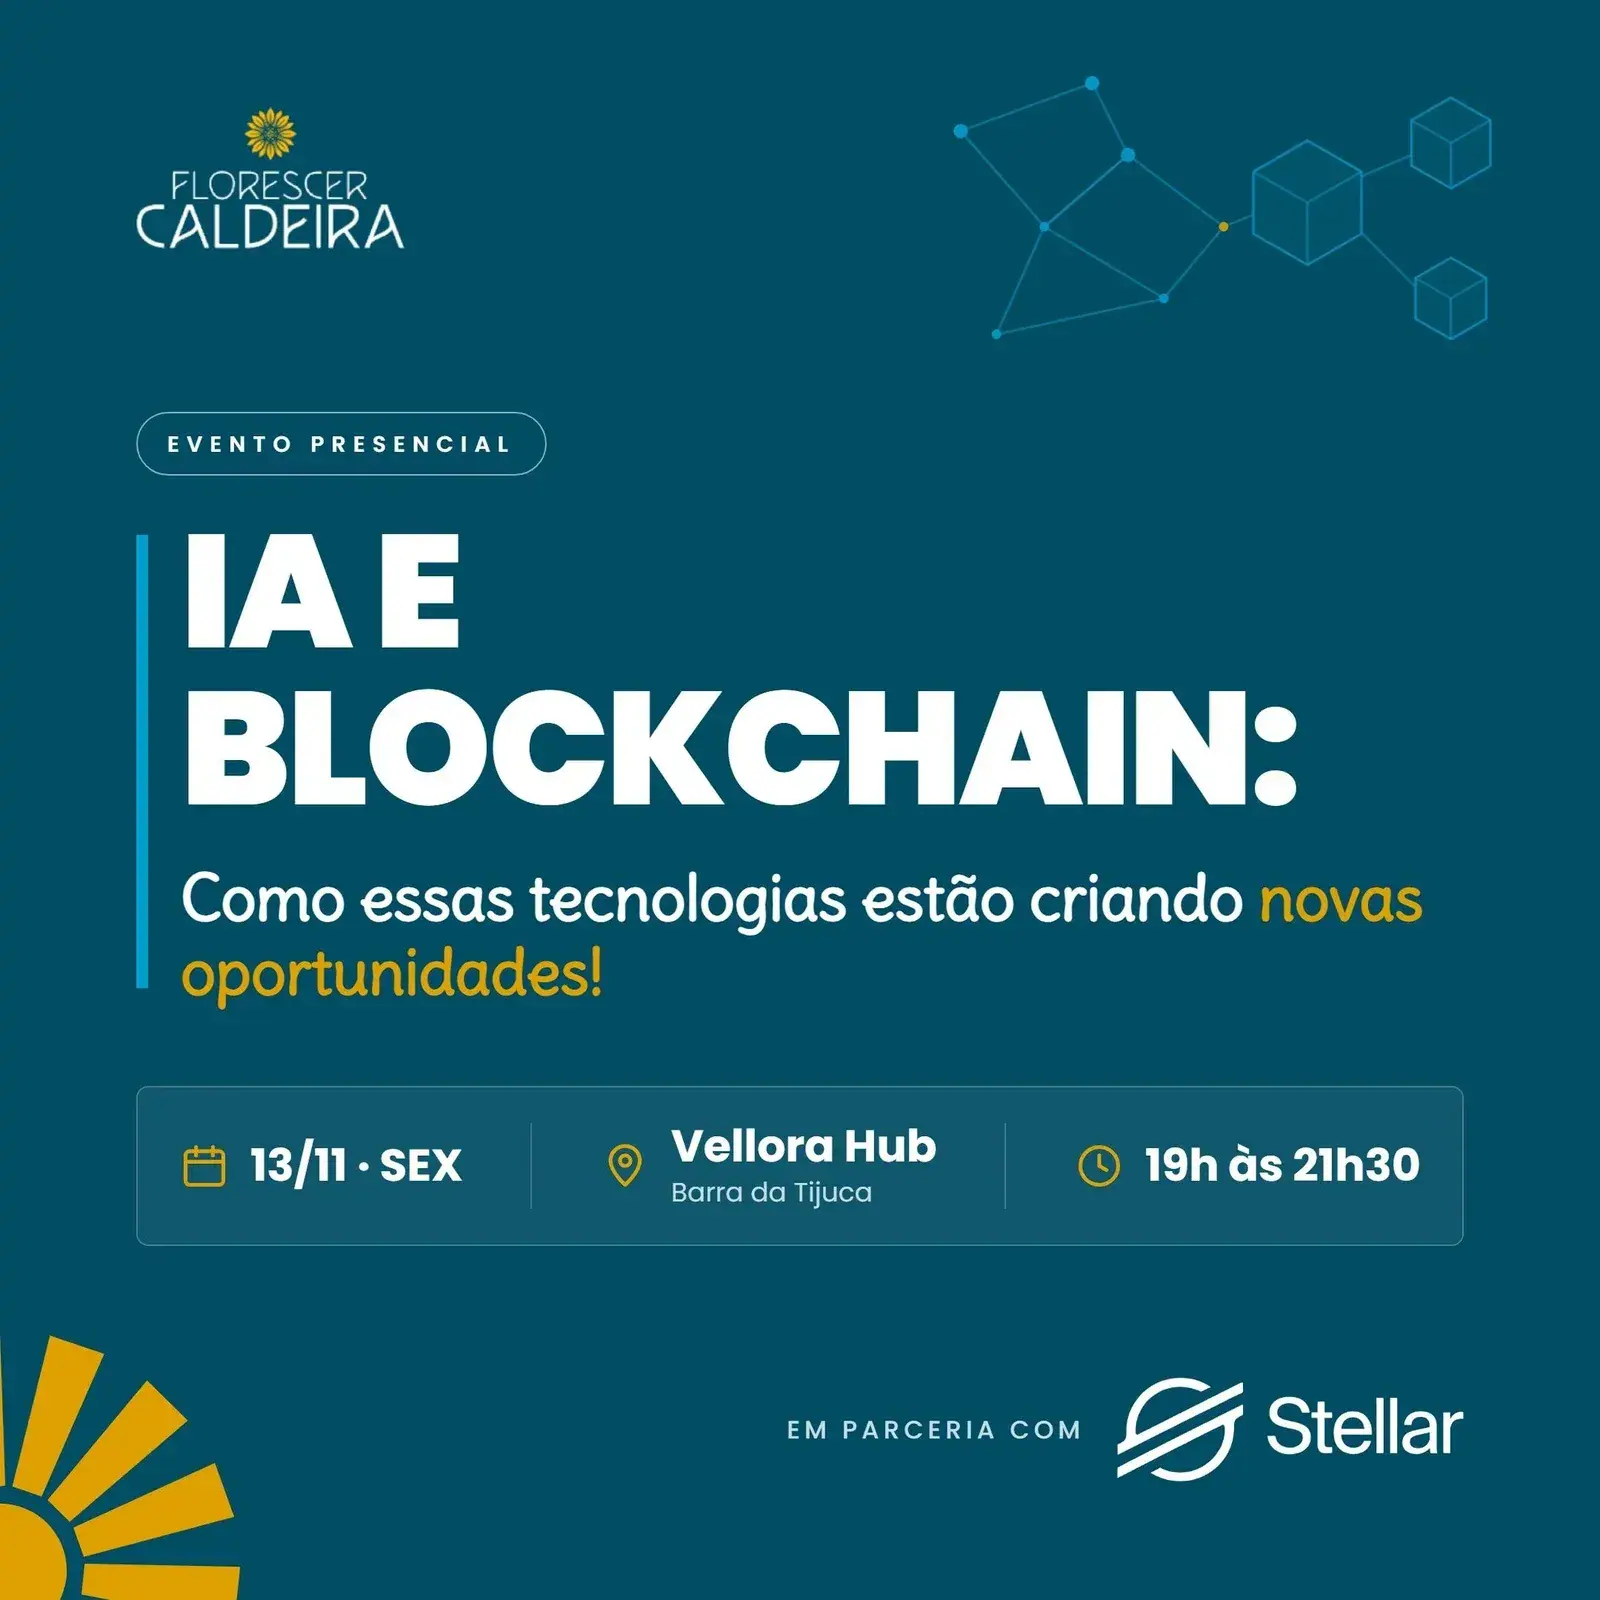 FLORESCER
CALDEIRA
EVENTO PRESENCIAL
IA E
BLOCKCHAIN:
Como essas tecnologias estão criando novas
oportunidades!
13/11 · SEX
Vellora Hub
Barra da Tijuca
19h às 21h30
EM PARCERIA COM
Stellar